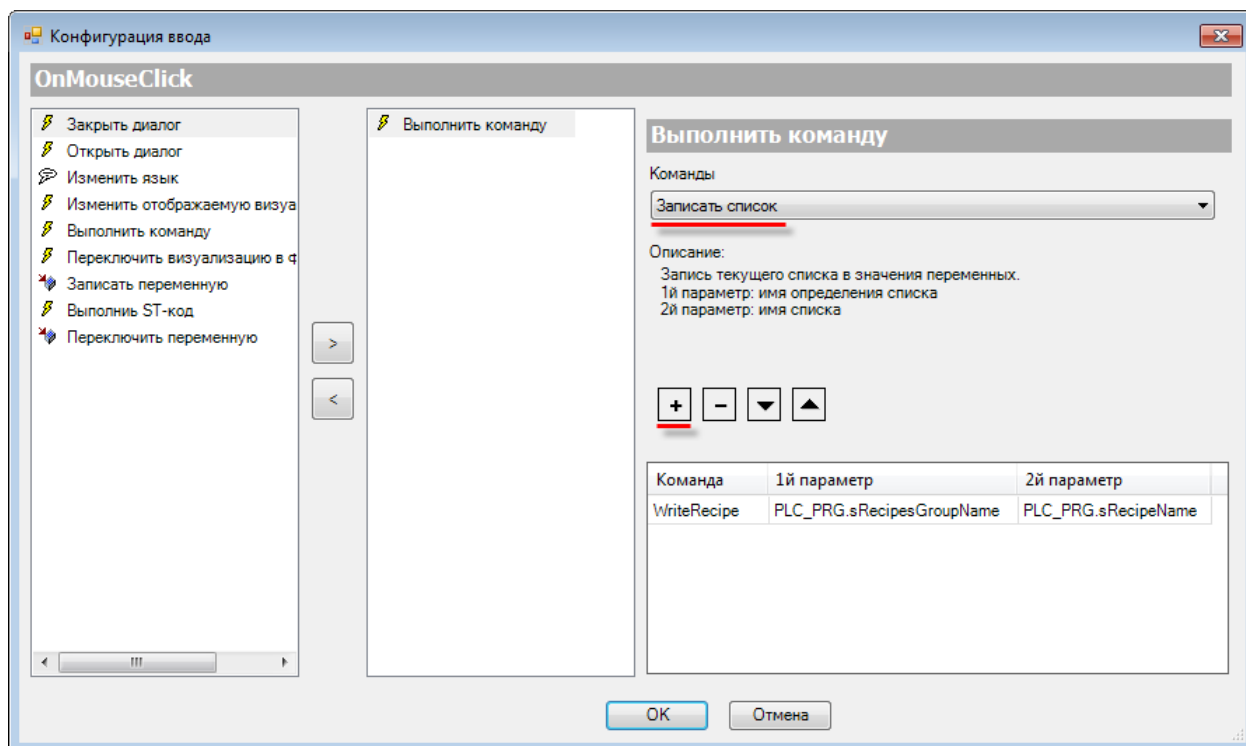 Конфигурация ввода
OnMouseClick
Закрыть диалог
Открыть диалог
Изменить язык
Изменить отображаемую визуа
Выполнить команду
Переключить визуализацию в ф
Записать переменную
Выполниь ST-код
Переключить переменную
>
<
Выполнить команду
Выполнить команду
Команды
Записать список
Описание:
Запись текущего списка в значения переменных.
1й параметр: имя определения списка
2й параметр: имя списка
+ −
Команда 1й параметр 2й параметр
WriteRecipe PLC_PRG.sRecipesGroupName PLC_PRG.sRecipeName
OK Отмена